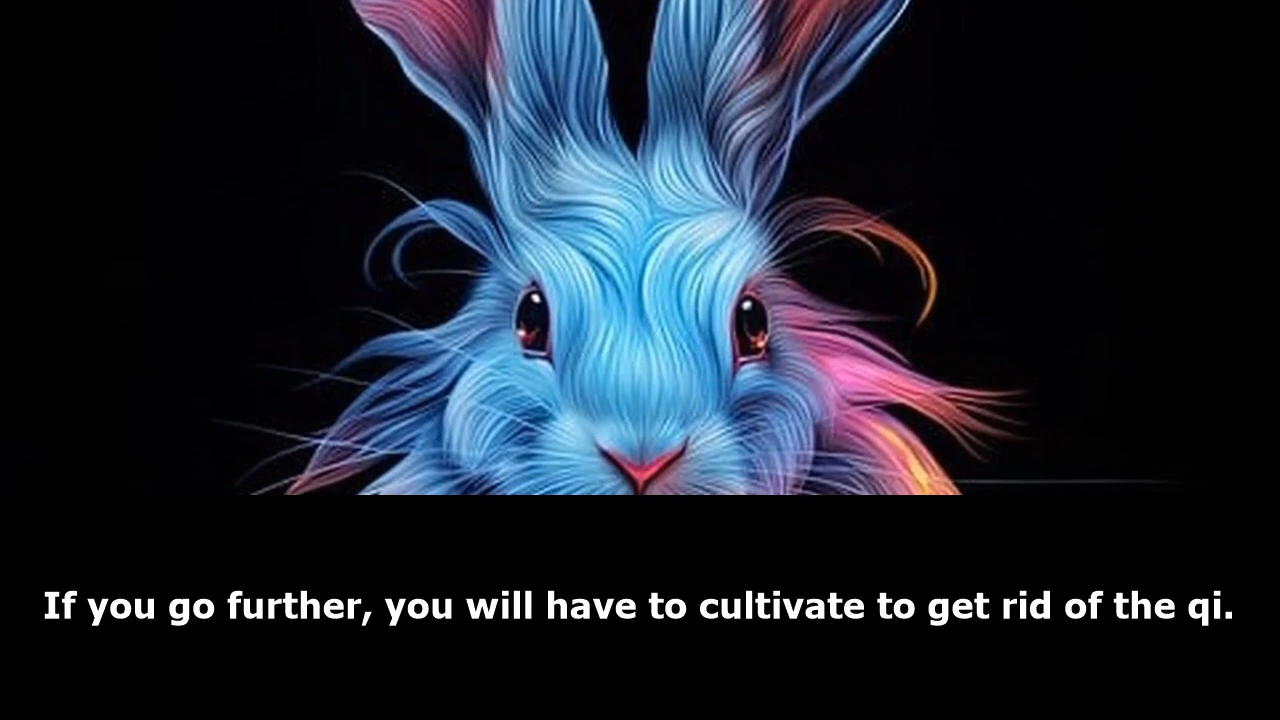 If you go further, you will have to cultivate to get rid of the qi.